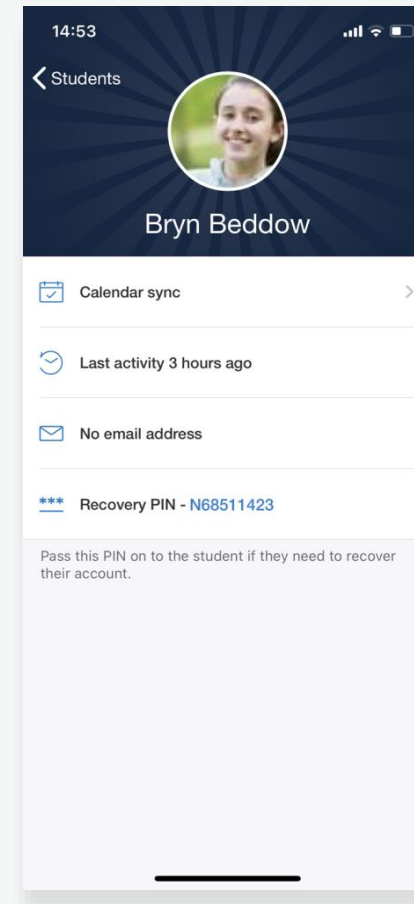 14:53
Students
Bryn Beddow
Calendar sync
Last activity 3 hours ago
No email address
*** Recovery PIN - N68511423
Pass this PIN on to the student if they need to recover
their account.